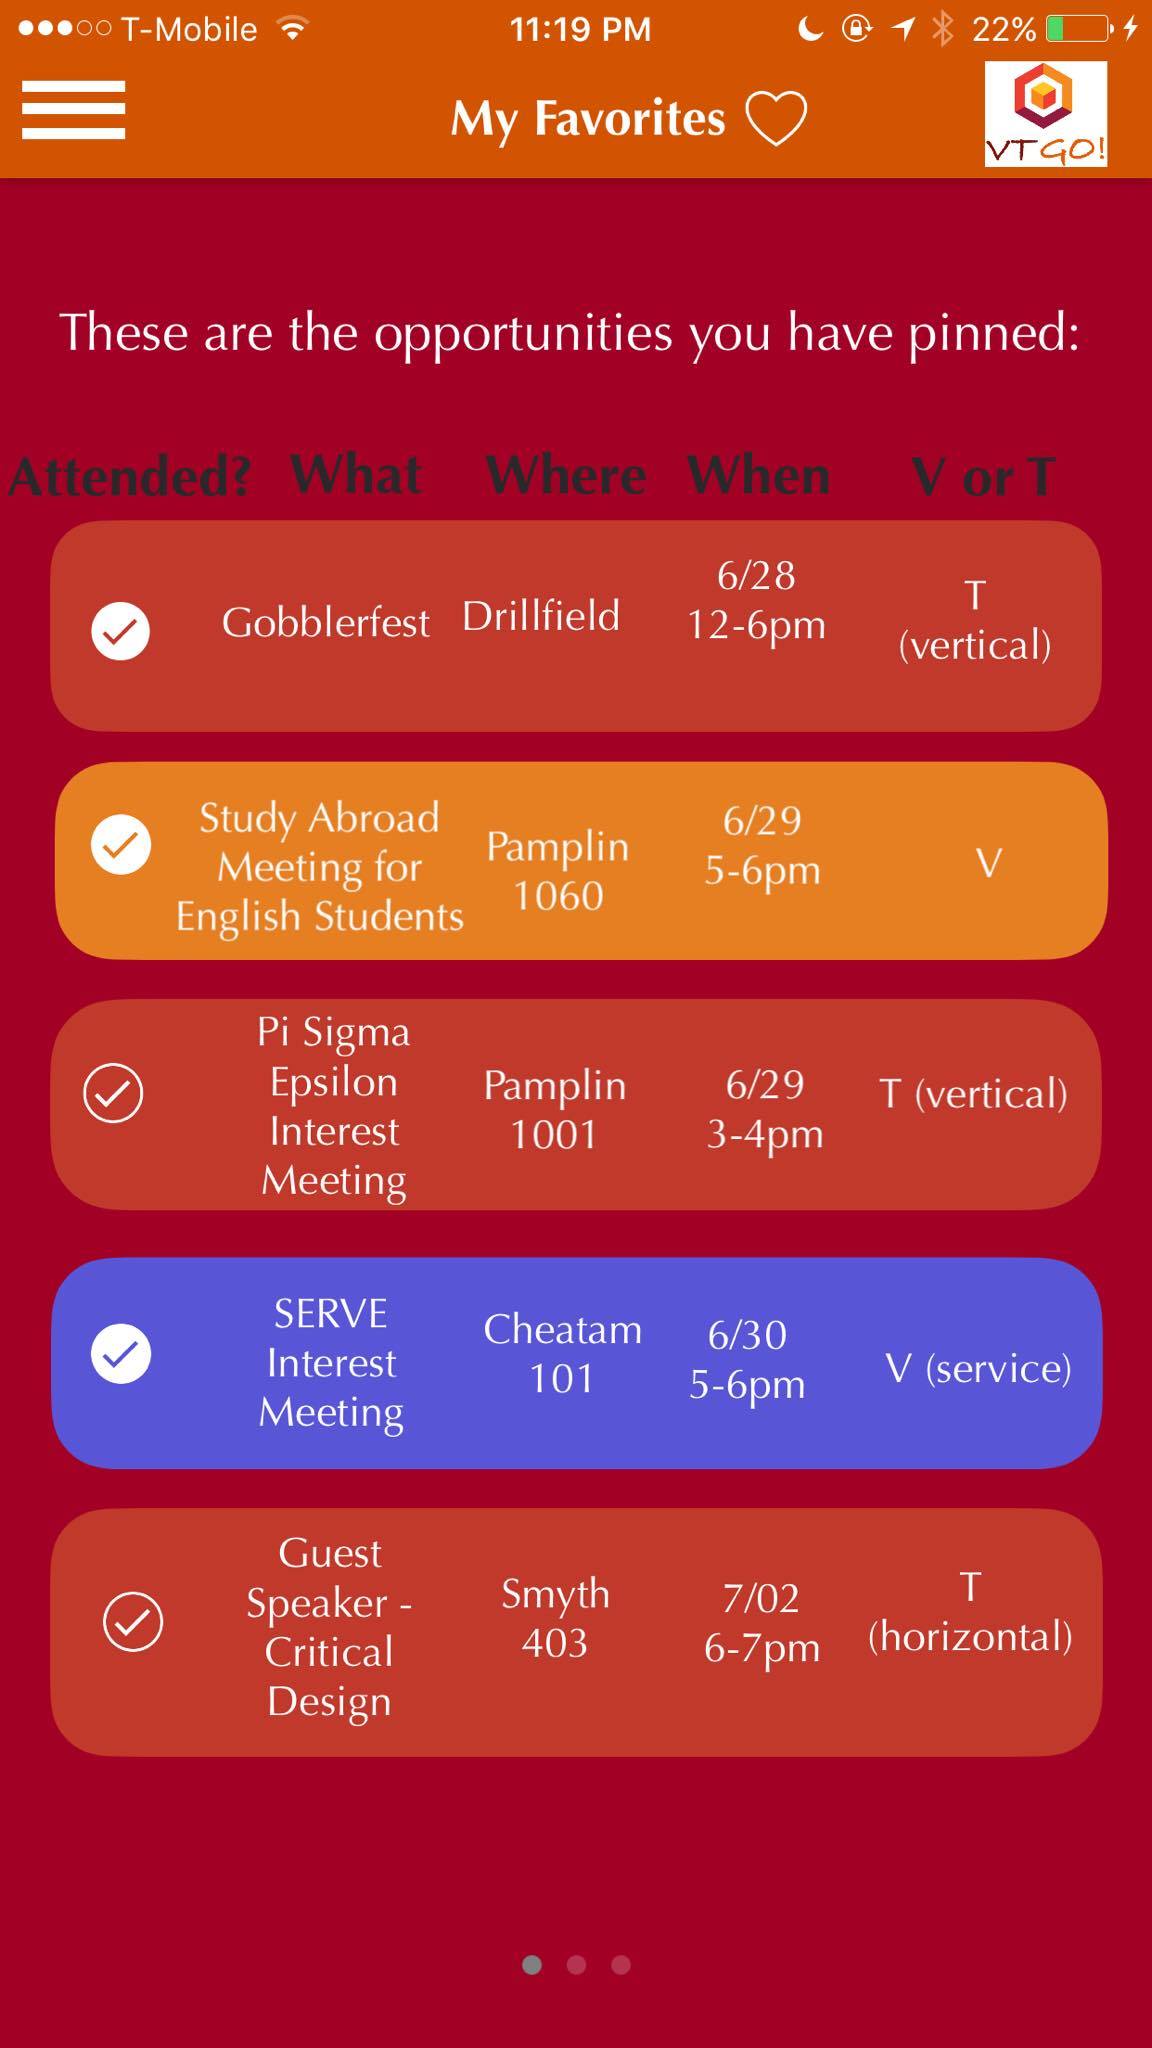 T-Mobile 11:19 PM 22%
My Favorites
VTGO!
These are the opportunities you have pinned:
Attended? What Where When V or T
Gobblerfest
Drillfield
6/28
12-6pm
T
(vertical)
Study Abroad
Meeting for
English Students
Pamplin
1060
6/29
5-6pm
V
Pi Sigma
Epsilon
Interest
Meeting
Pamplin
1001
6/29
3-4pm
T (vertical)
SERVE
Interest
Meeting
Cheatam
101
6/30
5-6pm
V (service)
Guest
Speaker -
Critical
Design
Smyth
403
7/02
6-7pm
T
(horizontal)